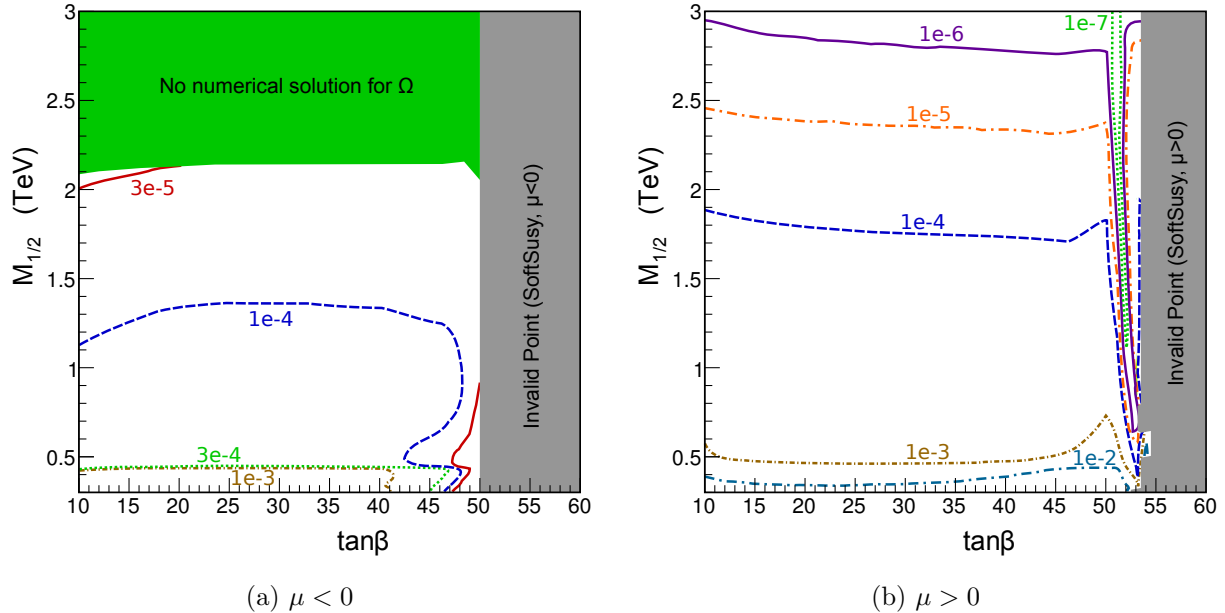 M1/2 (TeV)
3
2.5
2
1.5
1
0.5
No numerical solution for Ω
3e-5
1e-4
3e-4
1e-3
Invalid Point (SoftSusy, μ<0)
10 15 20 25 30 35 40 45 50 55 60
tanβ
(a) μ < 0
M1/2 (TeV)
3
2.5
2
1.5
1
0.5
1e-7
1e-6
1e-5
1e-4
1e-3
1e-2
Invalid Point (SoftSusy, μ>0)
10 15 20 25 30 35 40 45 50 55 60
tanβ
(b) μ > 0